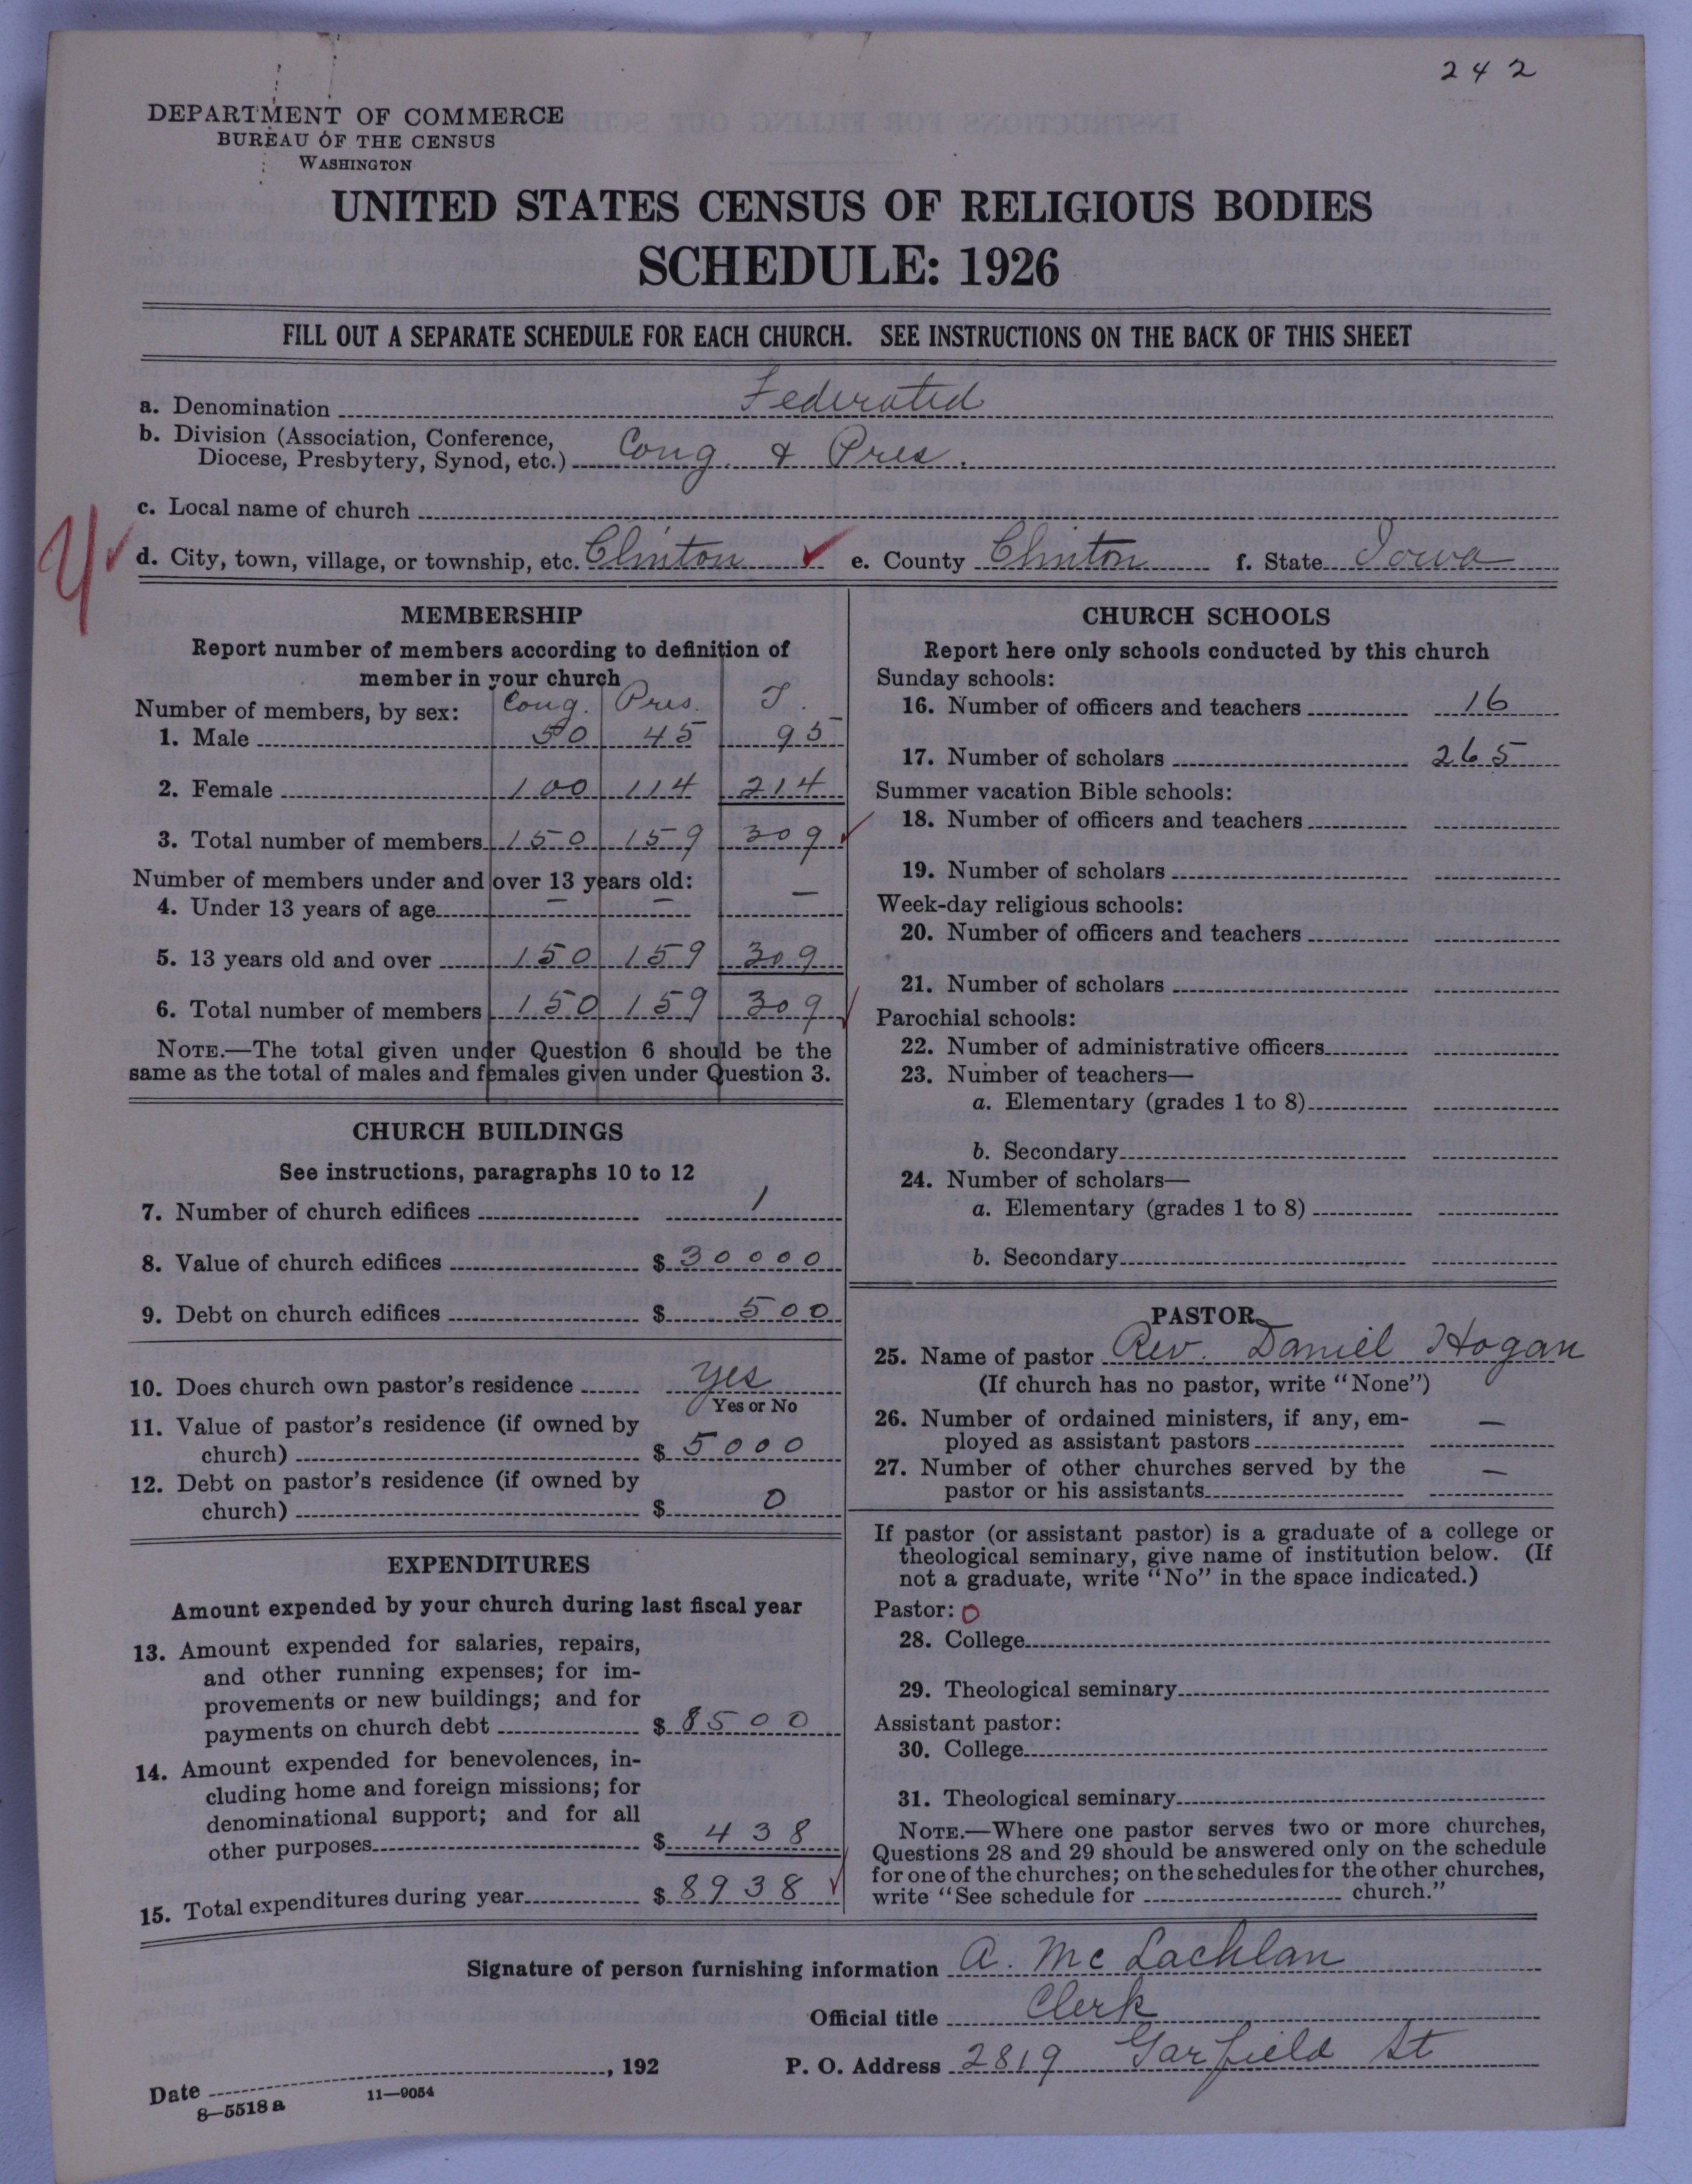 242
DEPARTMENT OF COMMERCE
BUREAU OF THE CENSUS
WASHINGTON
UNITED STATES CENSUS OF RELIGIOUS BODIES
SCHEDULE: 1926
FILL OUT A SEPARATE SCHEDULE FOR EACH CHURCH. SEE INSTRUCTIONS ON THE BACK OF THIS SHEET
a. Denomination Federated
b. Division (Association, Conference,
Diocese, Presbytery, Synod, etc.) Cong. & Pres.
c. Local name of church
d. City, town, village, or township, etc. Clinton e. County Clinton f. State Iowa
MEMBERSHIP
Report number of members according to definition of
member in your church
Number of members, by sex: Cong. Pres. T.
1. Male 50 45 95
2. Female 100 114 214
3. Total number of members 150 159 309
Number of members under and over 13 years old:
4. Under 13 years of age — — —
5. 13 years old and over 150 159 309
6. Total number of members 150 159 309
NOTE.—The total given under Question 6 should be the
same as the total of males and females given under Question 3.
CHURCH BUILDINGS
See instructions, paragraphs 10 to 12
7. Number of church edifices 1
8. Value of church edifices $ 30000
9. Debt on church edifices $ 500
10. Does church own pastor's residence yes
Yes or No
11. Value of pastor's residence (if owned by
church) $ 5000
12. Debt on pastor's residence (if owned by
church) $ 0
EXPENDITURES
Amount expended by your church during last fiscal year
13. Amount expended for salaries, repairs,
and other running expenses; for im-
provements or new buildings; and for
payments on church debt $ 8500
14. Amount expended for benevolences, in-
cluding home and foreign missions; for
denominational support; and for all
other purposes $ 438
15. Total expenditures during year $ 8938
CHURCH SCHOOLS
Report here only schools conducted by this church
Sunday schools:
16. Number of officers and teachers 16
17. Number of scholars 265
Summer vacation Bible schools:
18. Number of officers and teachers
19. Number of scholars
Week-day religious schools:
20. Number of officers and teachers
21. Number of scholars
Parochial schools:
22. Number of administrative officers
23. Number of teachers—
a. Elementary (grades 1 to 8)
b. Secondary
24. Number of scholars—
a. Elementary (grades 1 to 8)
b. Secondary
PASTOR
25. Name of pastor Rev. Daniel Hogan
(If church has no pastor, write "None")
26. Number of ordained ministers, if any, em-
ployed as assistant pastors —
27. Number of other churches served by the
pastor or his assistants —
If pastor (or assistant pastor) is a graduate of a college or
theological seminary, give name of institution below. (If
not a graduate, write "No" in the space indicated.)
Pastor: 0
28. College
29. Theological seminary
Assistant pastor:
30. College
31. Theological seminary
NOTE.—Where one pastor serves two or more churches,
Questions 28 and 29 should be answered only on the schedule
for one of the churches; on the schedules for the other churches,
write "See schedule for church."
Signature of person furnishing information A. McLachlan
Official title Clerk
Date , 192 P. O. Address 2819 Garfield St
8—5518 a 11—9054